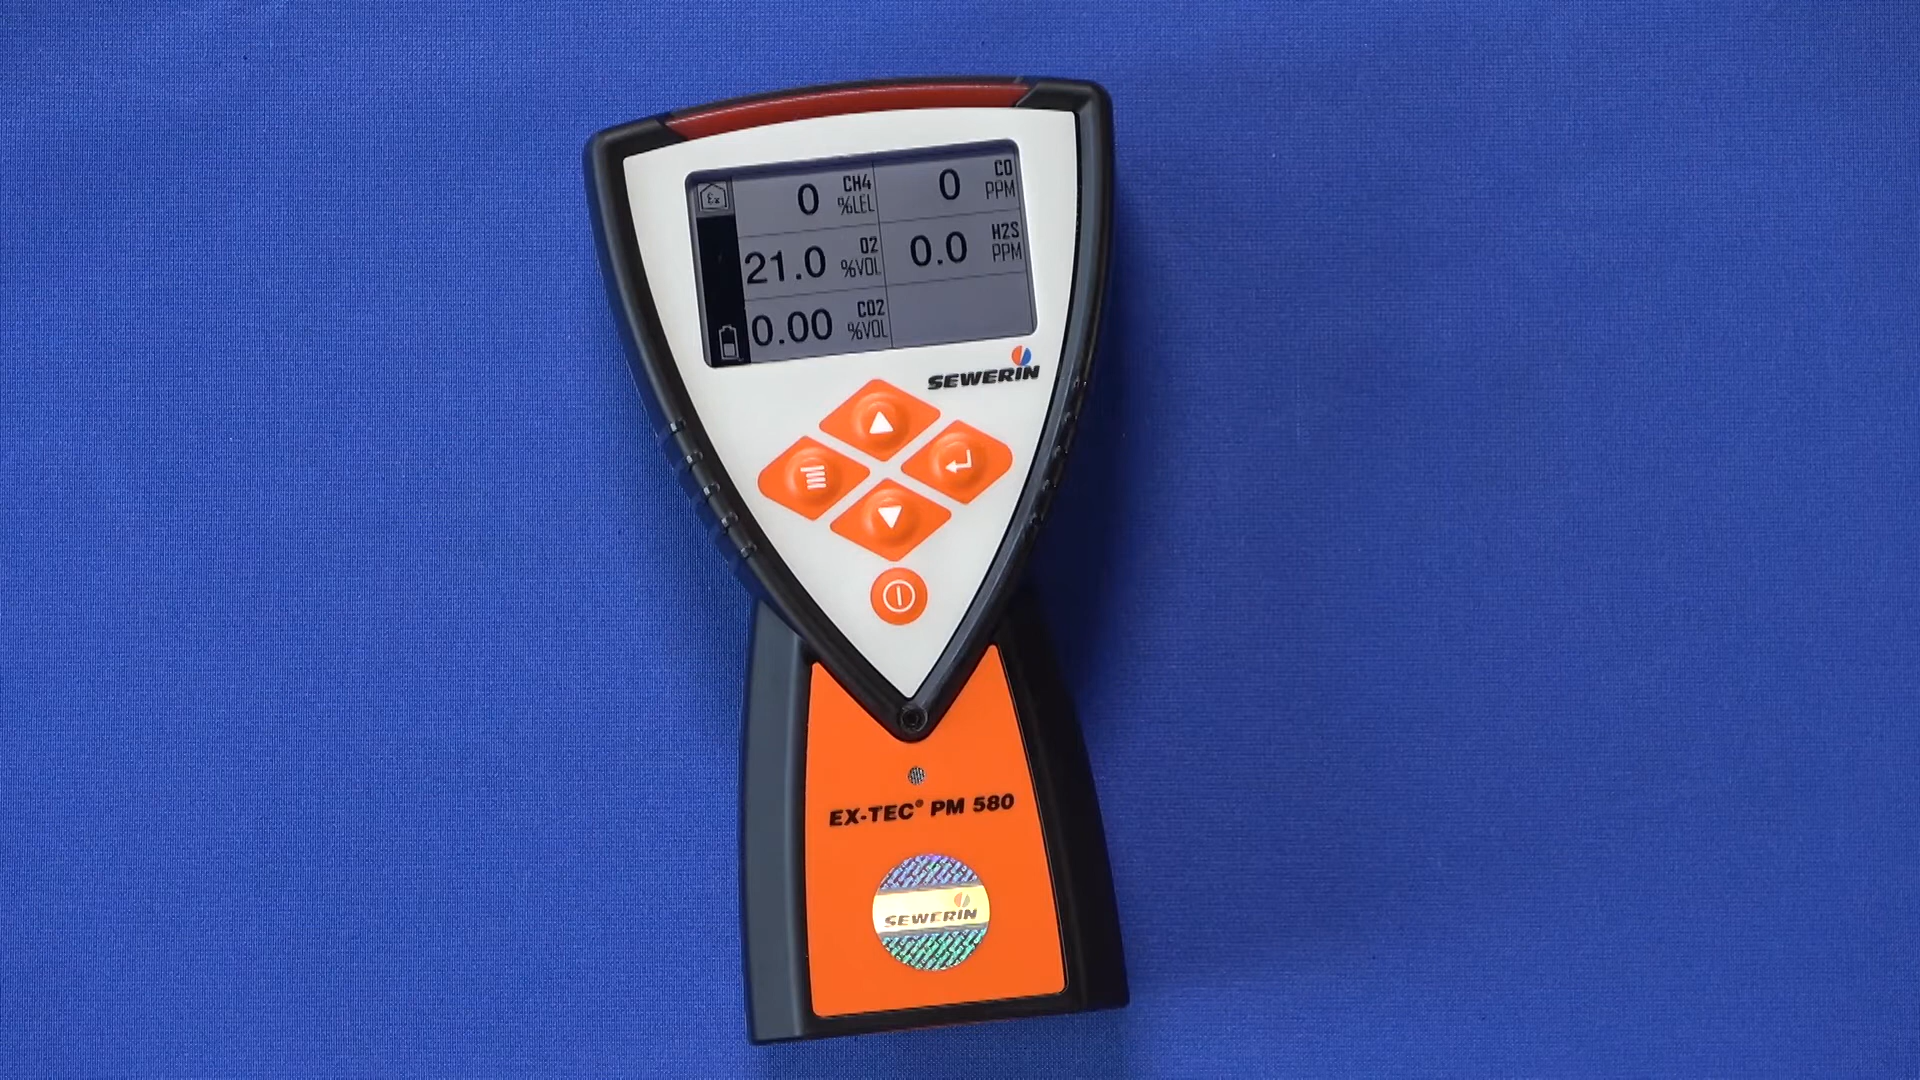 Ex
0 CH4 %LEL
0 CO PPM
21.0 O2 %VOL
0.0 H2S PPM
0.00 CO2 %VOL
SEWERIN
EX-TEC® PM 580
SEWERIN